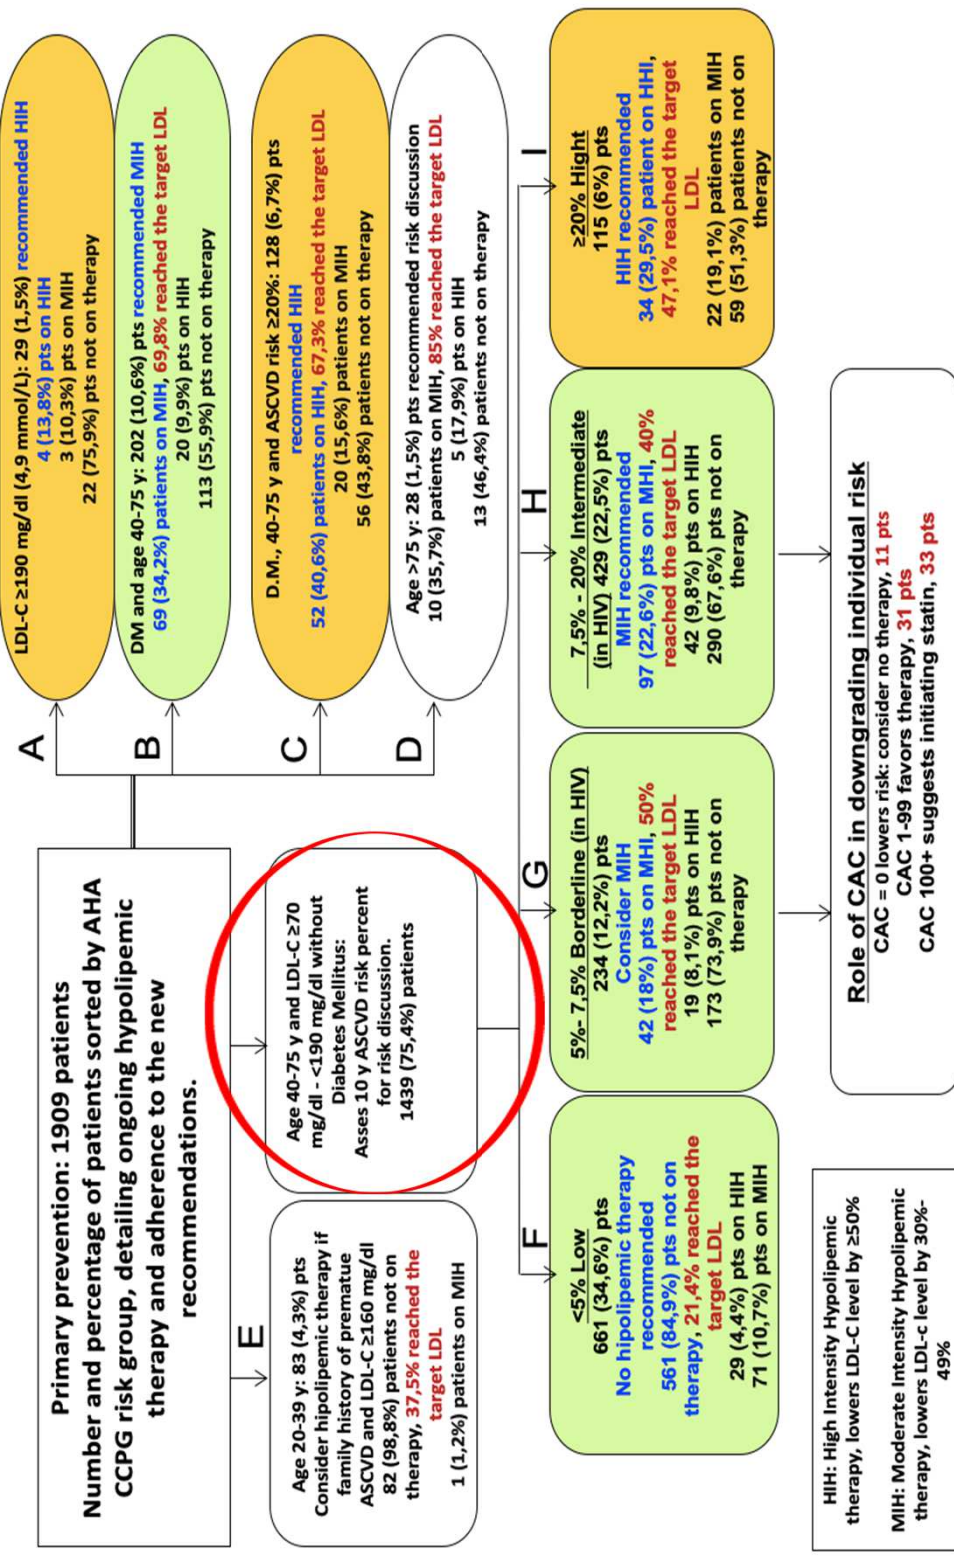 Primary prevention: 1909 patients
Number and percentage of patients sorted by AHA
CCPG risk group, detailing ongoing hypolipemic
therapy and adherence to the new
recommendations.
A
LDL-C ≥190 mg/dl (4,9 mmol/L): 29 (1,5%) recommended HIH
4 (13,8%) pts on HIH
3 (10,3%) pts on MIH
22 (75,9%) pts not on therapy
B
DM and age 40-75 y: 202 (10,6%) pts recommended MIH
69 (34,2%) patients on MIH, 69,8% reached the target LDL
20 (9,9%) pts on HIH
113 (55,9%) pts not on therapy
C
D.M., 40-75 y and ASCVD risk ≥20%: 128 (6,7%) pts
recommended HIH
52 (40,6%) patients on HIH, 67,3% reached the target LDL
20 (15,6%) patients on MIH
56 (43,8%) patients not on therapy
D
Age >75 y: 28 (1,5%) pts recommended risk discussion
10 (35,7%) patients on MIH, 85% reached the target LDL
5 (17,9%) pts on HIH
13 (46,4%) patients not on therapy
E
Age 20-39 y: 83 (4,3%) pts
Consider hipolipemic therapy if
family history of prematue
ASCVD and LDL-C ≥160 mg/dl
82 (98,8%) patients not on
therapy, 37,5% reached the
target LDL
1 (1,2%) patients on MIH
Age 40-75 y and LDL-C ≥70
mg/dl - <190 mg/dl without
Diabetes Mellitus:
Asses 10 y ASCVD risk percent
for risk discussion.
1439 (75,4%) patients
F
<5% Low
661 (34,6%) pts
No hipolipemic therapy
recommended
561 (84,9%) pts not on
therapy, 21,4% reached the
target LDL
29 (4,4%) pts on HIH
71 (10,7%) pts on MIH
G
5%- 7,5% Borderline (in HIV)
234 (12,2%) pts
Consider MIH
42 (18%) pts on MHI, 50%
reached the target LDL
19 (8,1%) pts on HIH
173 (73,9%) pts not on
therapy
H
7,5% - 20% Intermediate
(in HIV) 429 (22,5%) pts
MIH recommended
97 (22,6%) pts on MHI, 40%
reached the target LDL
42 (9,8%) pts on HIH
290 (67,6%) pts not on
therapy
I
≥20% Hight
115 (6%) pts
HIH recommended
34 (29,5%) patient on HHI,
47,1% reached the target
LDL
22 (19,1%) patients on MIH
59 (51,3%) patients not on
therapy
HIH: High Intensity Hypolipemic
therapy, lowers LDL-C level by ≥50%
MIH: Moderate Intensity Hypolipemic
therapy, lowers LDL-c level by 30%-
49%
Role of CAC in downgrading individual risk
CAC = 0 lowers risk: consider no therapy, 11 pts
CAC 1-99 favors therapy, 31 pts
CAC 100+ suggests initiating statin, 33 pts